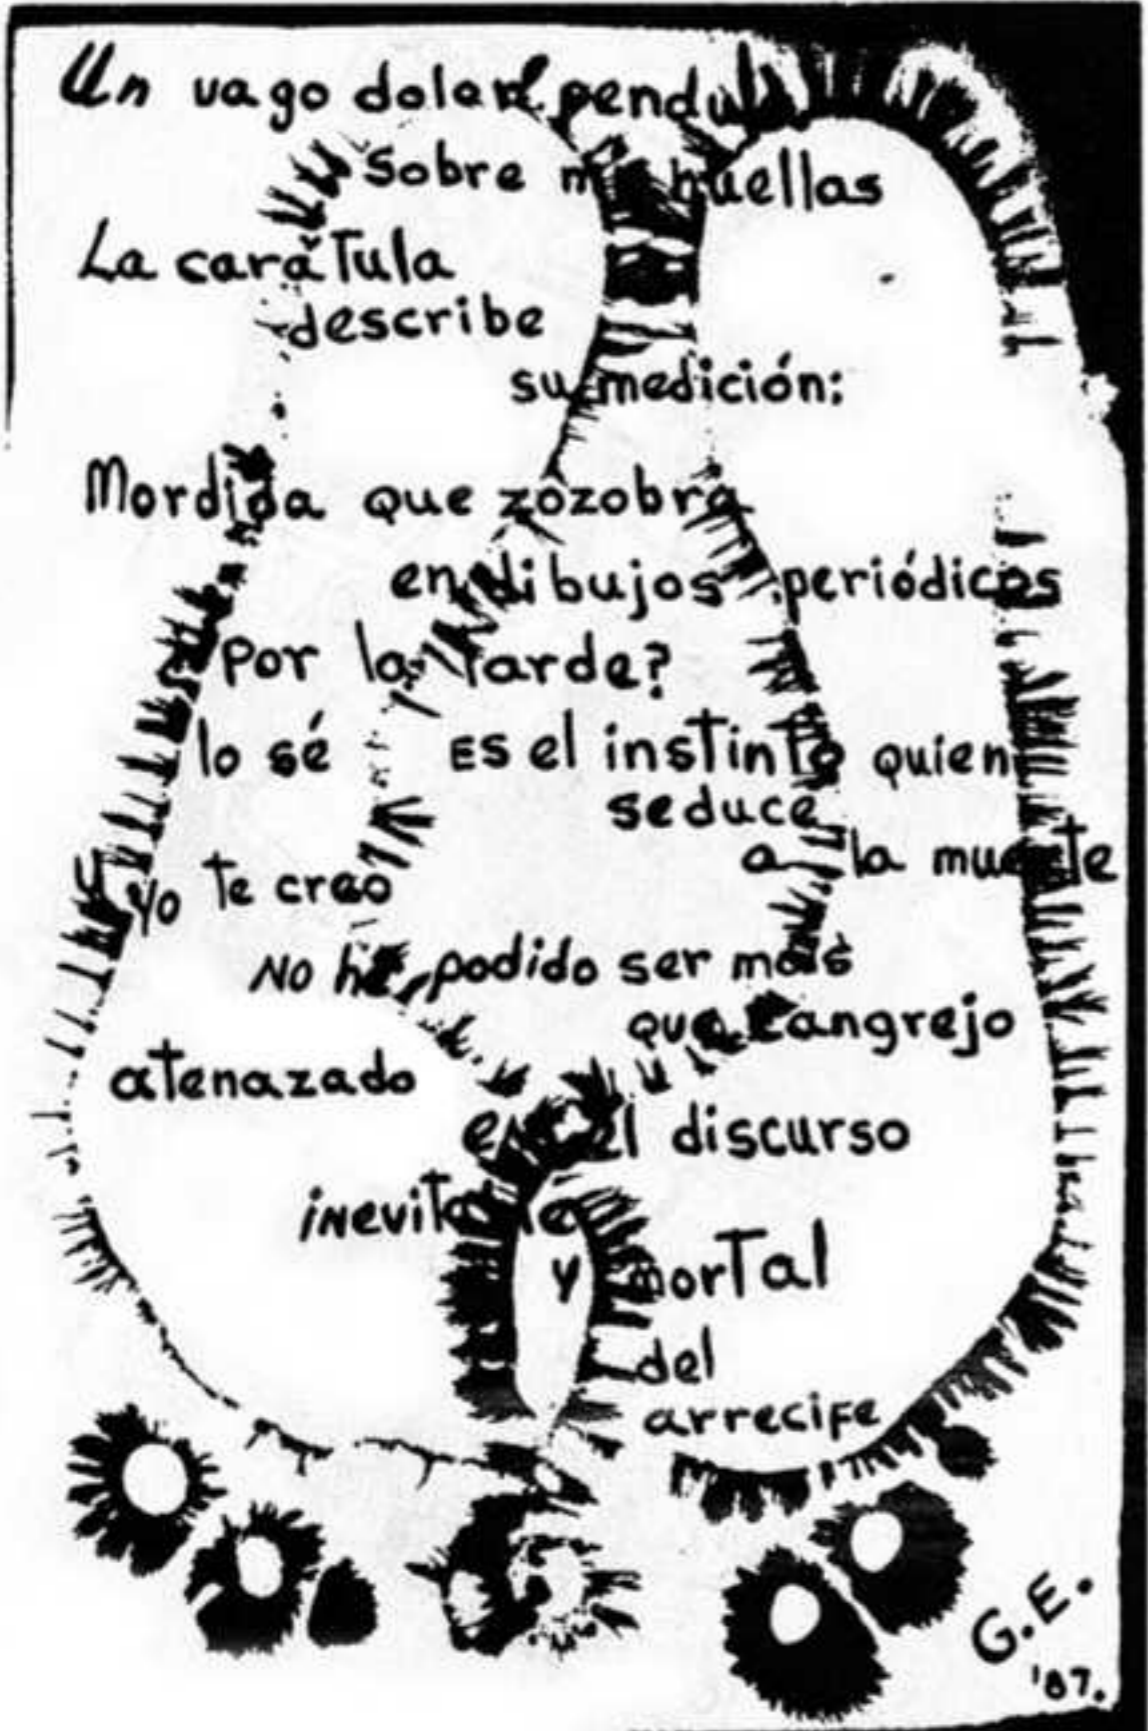 Un vago
sobre mis huellas
La carátula
describe
su medición:
Mordida que zozobra
en dibujos periódicos
Por la tarde?
lo sé Es el instinto quien
seduce
a la muerte
yo te creo
No he podido ser más
que cangrejo
atenazado
en el discurso
inevitable
y mortal
del
arrecife
G.E.
'87.